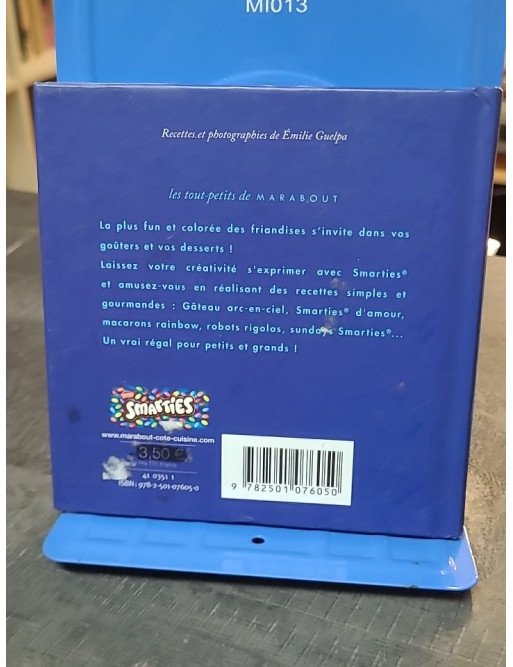 MI013
Recettes et photographies de Émilie Guelpa
les tout-petits de MARABOUT
La plus fun et calorée des friandises s'invite dans vos
goûters et vos desserts !
Laissez votre créativité s'exprimer avec Smarties®
et amusez-vous en réalisant des recettes simples et
gourmandes : Gâteau arc-en-ciel, Smarties® d'amour,
macarons rainbow, robots rigolos, sundays Smarties®...
Un vrai régal pour petits et grands !
SMARTIES
www.marabout-cote-cuisine.com
3,50 €
Prix TTC France
41 0351 1
ISBN : 978-2-501-07605-0
9 782501 076050